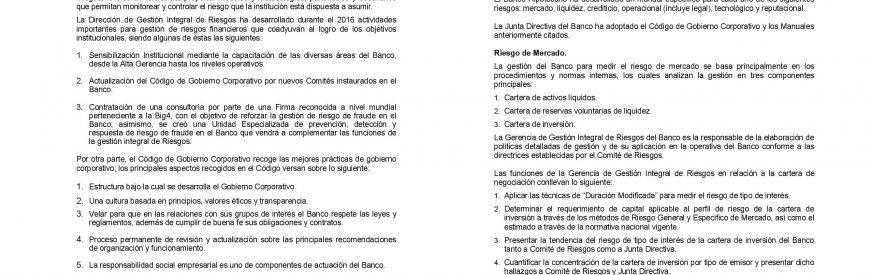 que permitan monitorear y controlar el riesgo que la institución está dispuesta a asumir.
La Dirección de Gestión Integral de Riesgos ha desarrollado durante el 2016 actividades
importantes para gestión de riesgos financieros que coadyuvan al logro de los objetivos
institucionales, siendo algunas de éstas las siguientes:
1. Sensibilización Institucional mediante la capacitación de las diversas áreas del Banco,
desde la Alta Gerencia hasta los niveles operativos.
2. Actualización del Código de Gobierno Corporativo por nuevos Comités instaurados en el
Banco.
3. Contratación de una consultoría por parte de una Firma reconocida a nivel mundial
perteneciente a la Big4, con el objetivo de reforzar la gestión de riesgo de fraude en el
Banco; asimismo, se creó una Unidad Especializada de prevención; detección y
respuesta de riesgo de fraude en el Banco que vendrá a complementar las funciones de
la gestión integral de Riesgos.
Por otra parte, el Código de Gobierno Corporativo recoge las mejores prácticas de gobierno
corporativo; los principales aspectos recogidos en el Código versan sobre lo siguiente:
1. Estructura bajo la cual se desarrolla el Gobierno Corporativo.
2. Una cultura basada en principios, valores éticos y transparencia.
3. Velar para que en las relaciones con sus grupos de interés el Banco respete las leyes y
reglamentos, además de cumplir de buena fe sus obligaciones y contratos.
4. Proceso permanente de revisión y actualización sobre las principales recomendaciones
de organización y funcionamiento.
5. La responsabilidad social empresarial es uno de componentes de actuación del Banco.
riesgos: mercado, liquidez, crediticio, operacional (incluye legal), tecnológico y reputacional.
La Junta Directiva del Banco ha adoptado el Código de Gobierno Corporativo y los Manuales
anteriormente citados.
Riesgo de Mercado.
La gestión del Banco para medir el riesgo de mercado se basa principalmente en los
procedimientos y normas internas, los cuales analizan la gestión en tres componentes
principales:
1. Cartera de activos líquidos.
2. Cartera de reservas voluntarias de liquidez.
3. Cartera de inversión.
La Gerencia de Gestión Integral de Riesgos del Banco es la responsable de la elaboración de
políticas detalladas de gestión y de su aplicación en la operativa del Banco conforme a las
directrices establecidas por el Comité de Riesgos.
Las funciones de la Gerencia de Gestión Integral de Riesgos en relación a la cartera de
negociación conllevan lo siguiente:
1. Aplicar las técnicas de "Duración Modificada" para medir el riesgo de tipo de interés.
2. Determinar el requerimiento de capital aplicable al perfil de riesgo de la cartera de
inversión a través de los métodos de Riesgo General y Específico de Mercado, así como el
estimado a través de la normativa nacional vigente.
3. Presentar la tendencia del riesgo de tipo de interés de la cartera de inversión del Banco
tanto a Comité de Riesgos como a Junta Directiva.
4. Cuantificar la concentración de la cartera de inversión por tipo de emisor y presentar dicho
hallazgos a Comité de Riesgos y Junta Directiva.